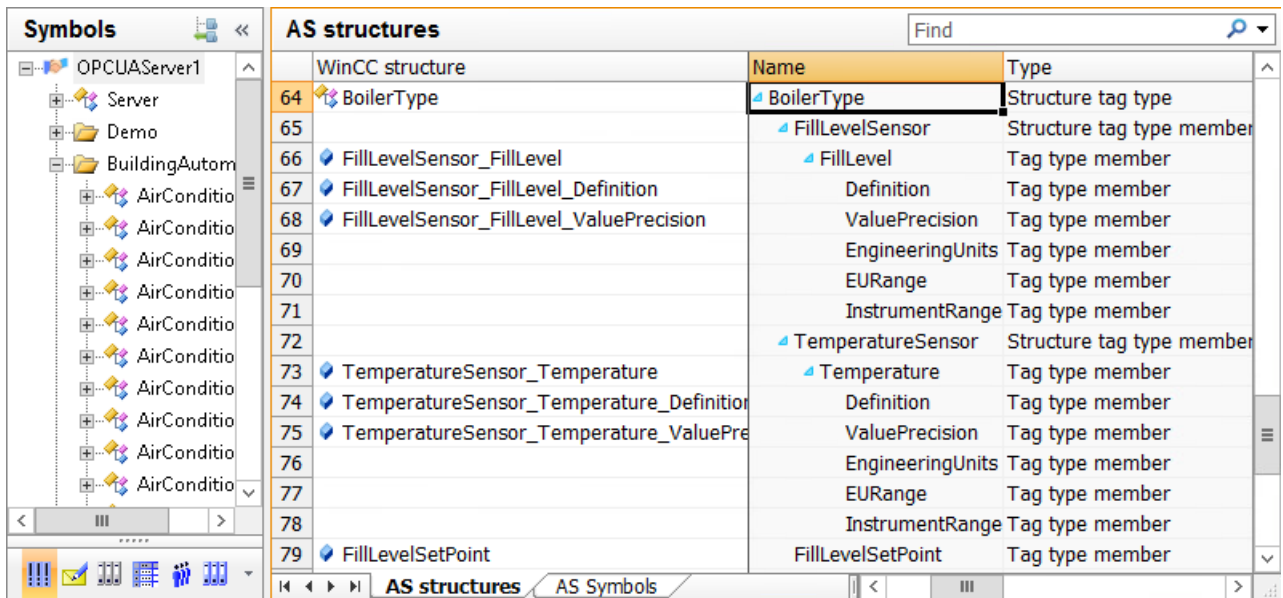 Symbols
OPCUAServer1
Server
Demo
BuildingAutom
AirConditio
AirConditio
AirConditio
AirConditio
AirConditio
AirConditio
AirConditio
AirConditio
AirConditio
AirConditio
AS structures
Find
WinCC structure Name Type
64 BoilerType BoilerType Structure tag type
65 FillLevelSensor Structure tag type member
66 FillLevelSensor_FillLevel FillLevel Tag type member
67 FillLevelSensor_FillLevel_Definition Definition Tag type member
68 FillLevelSensor_FillLevel_ValuePrecision ValuePrecision Tag type member
69 EngineeringUnits Tag type member
70 EURange Tag type member
71 InstrumentRange Tag type member
72 TemperatureSensor Structure tag type member
73 TemperatureSensor_Temperature Temperature Tag type member
74 TemperatureSensor_Temperature_Definition Definition Tag type member
75 TemperatureSensor_Temperature_ValuePre ValuePrecision Tag type member
76 EngineeringUnits Tag type member
77 EURange Tag type member
78 InstrumentRange Tag type member
79 FillLevelSetPoint FillLevelSetPoint Tag type member
AS structures AS Symbols